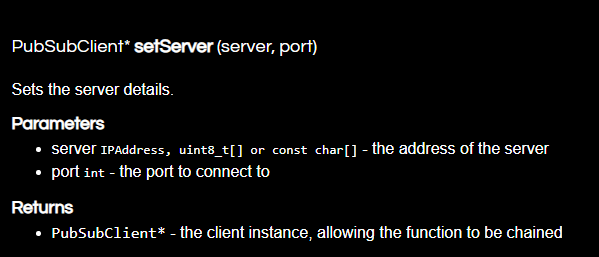 PubSubClient* setServer (server, port)
Sets the server details.
Parameters
• server IPAddress, uint8_t[] or const char[] - the address of the server
• port int - the port to connect to
Returns
• PubSubClient* - the client instance, allowing the function to be chained